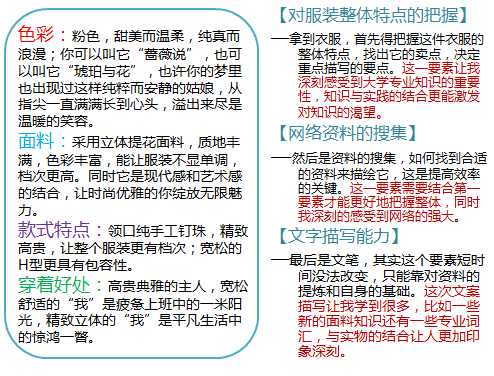 色彩：粉色，甜美而温柔，纯真而
浪漫；你可以叫它“蔷薇说”，也可
以叫它“琥珀与花”，也许你的梦里
也出现过这样纯粹而安静的姑娘，从
指尖一直满满长到心头，溢出来尽是
温暖的笑容。
面料：采用立体提花面料，质地丰
满，色彩丰富，能让服装不显单调，
档次更高。同时它是现代感和艺术感
的结合，让时尚优雅的你绽放无限魅
力。
款式特点：领口纯手工钉珠，精致
高贵，让整个服装更有档次；宽松的
H型更具有包容性。
穿着好处：高贵典雅的主人，宽松
舒适的“我”是疲惫上班中的一米阳
光，精致立体的“我”是平凡生活中
的惊鸿一瞥。
【对服装整体特点的把握】
—拿到衣服，首先得把握这件衣服的
整体特点，找出它的卖点，决定
重点描写的要点。这一要素让我
深刻感受到大学专业知识的重要
性，知识与实践的结合更能激发
对知识的渴望。
【网络资料的搜集】
—然后是资料的搜集，如何找到合适
的资料来描绘它，这是提高效率
的关键。这一要素需要结合第一
要素才能更好地把握整体，同时
我深刻的感受到网络的强大。
【文字描写能力】
—最后是文笔，其实这个要素短时
间没法改变，只能靠对资料的
提炼和自身的基础。这次文案
描写让我学到很多，比如一些
新的面料知识还有一些专业词
汇，与实物的结合让人更加印
象深刻。